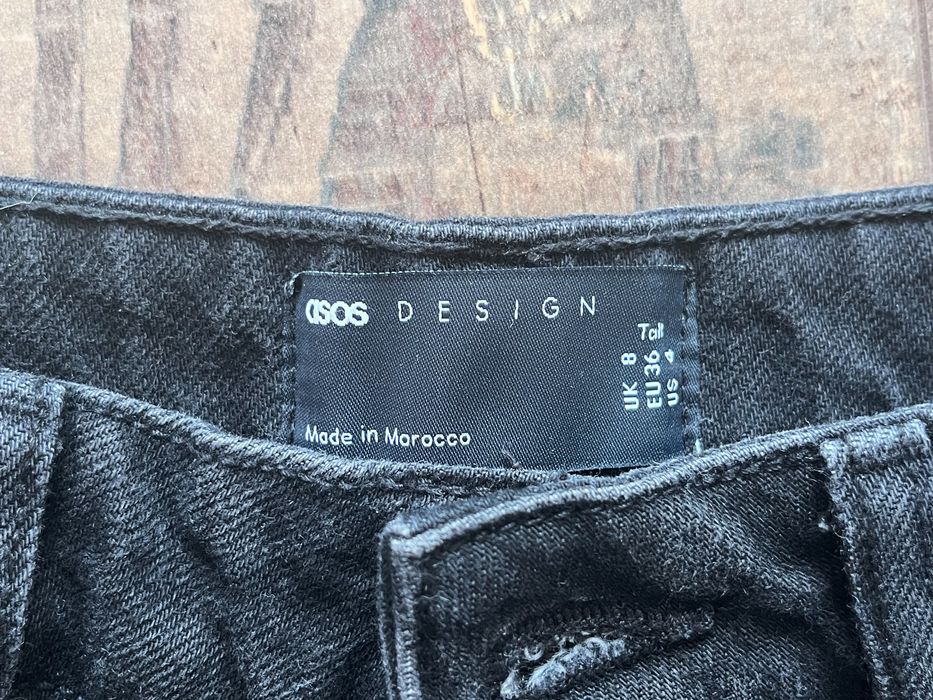 asos DESIGN
Tall
UK 8
EU 36
US 4
Made in Morocco